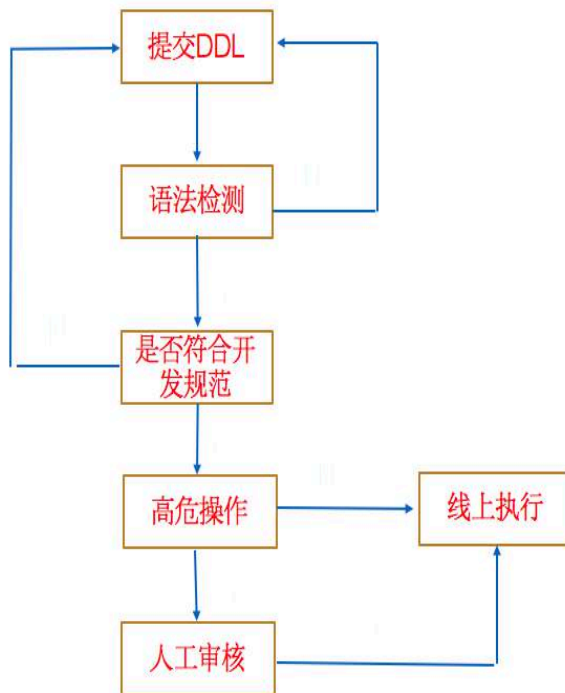 提交DDL
语法检测
是否符合开
发规范
高危操作
线上执行
人工审核